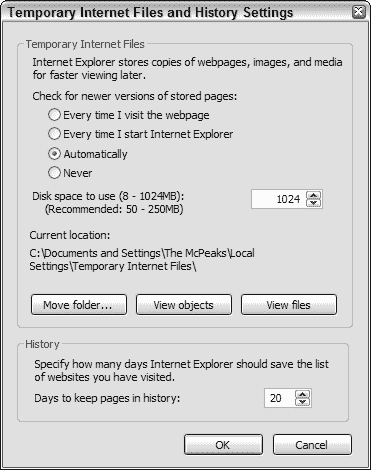 Temporary Internet Files and History Settings
Temporary Internet Files
Internet Explorer stores copies of webpages, images, and media
for faster viewing later.
Check for newer versions of stored pages:
Every time I visit the webpage
Every time I start Internet Explorer
Automatically
Never
Disk space to use (8 - 1024MB):
(Recommended: 50 - 250MB)
1024
Current location:
C:\Documents and Settings\The McPeaks\Local
Settings\Temporary Internet Files\
Move folder... View objects View files
History
Specify how many days Internet Explorer should save the list
of websites you have visited.
Days to keep pages in history: 20
OK Cancel